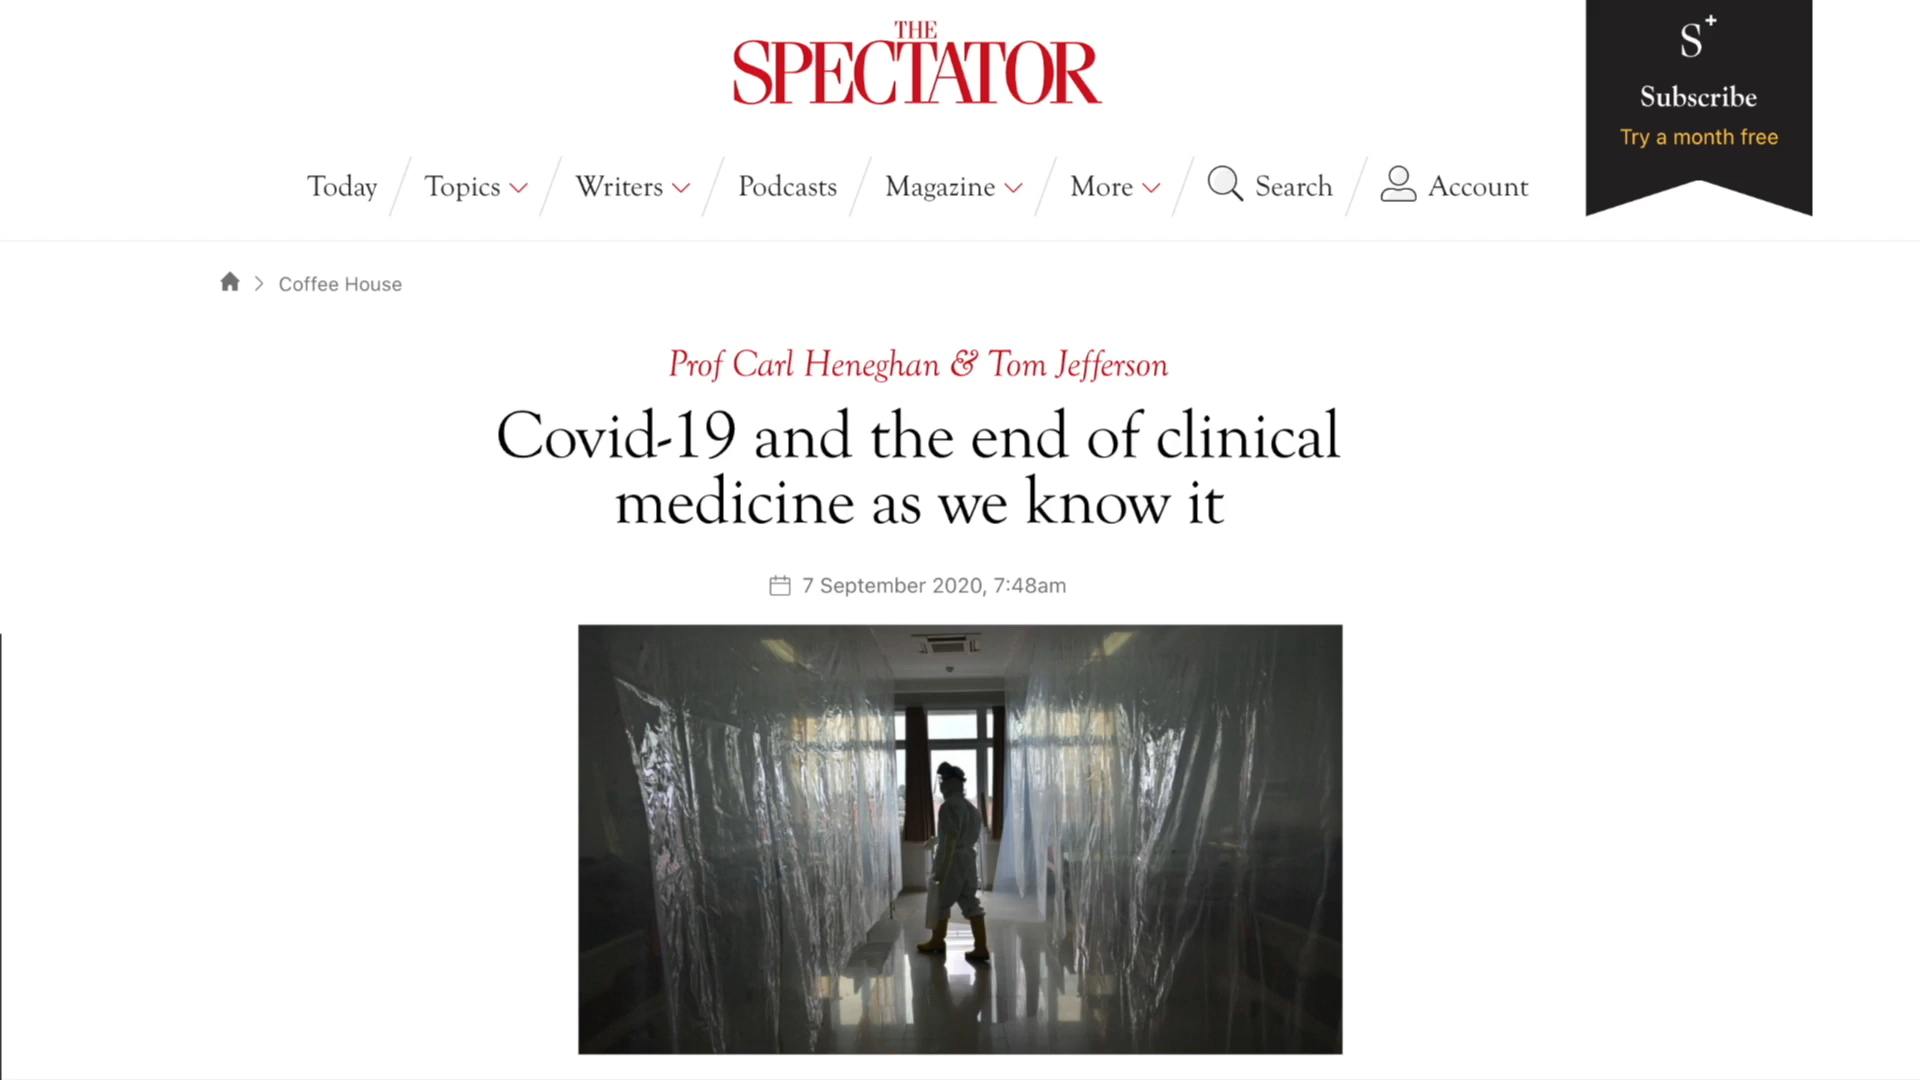 THE
SPECTATOR
S+
Subscribe
Try a month free
Today
Topics
Writers
Podcasts
Magazine
More
Search
Account
Coffee House
Prof Carl Heneghan & Tom Jefferson
Covid-19 and the end of clinical
medicine as we know it
7 September 2020, 7:48am